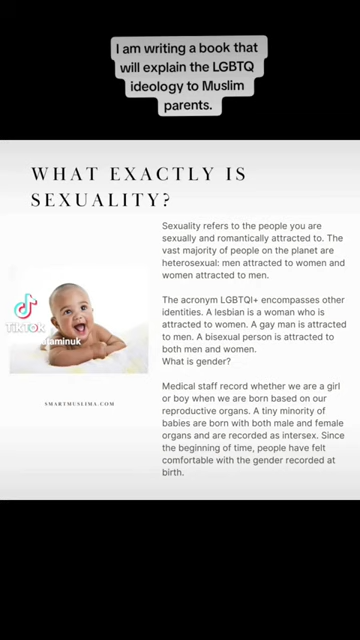 I am writing a book that
will explain the LGBTQ
ideology to Muslim
parents.
WHAT EXACTLY IS
SEXUALITY?
Sexuality refers to the people you are
sexually and romantically attracted to. The
vast majority of people on the planet are
heterosexual: men attracted to women and
women attracted to men.
The acronym LGBTQI+ encompasses other
identities. A lesbian is a woman who is
attracted to women. A gay man is attracted
to men. A bisexual person is attracted to
both men and women.
What is gender?
Medical staff record whether we are a girl
or boy when we are born based on our
reproductive organs. A tiny minority of
babies are born with both male and female
organs and are recorded as intersex. Since
the beginning of time, people have felt
comfortable with the gender recorded at
birth.
TikTok
SMARTMUSLIMA.COM